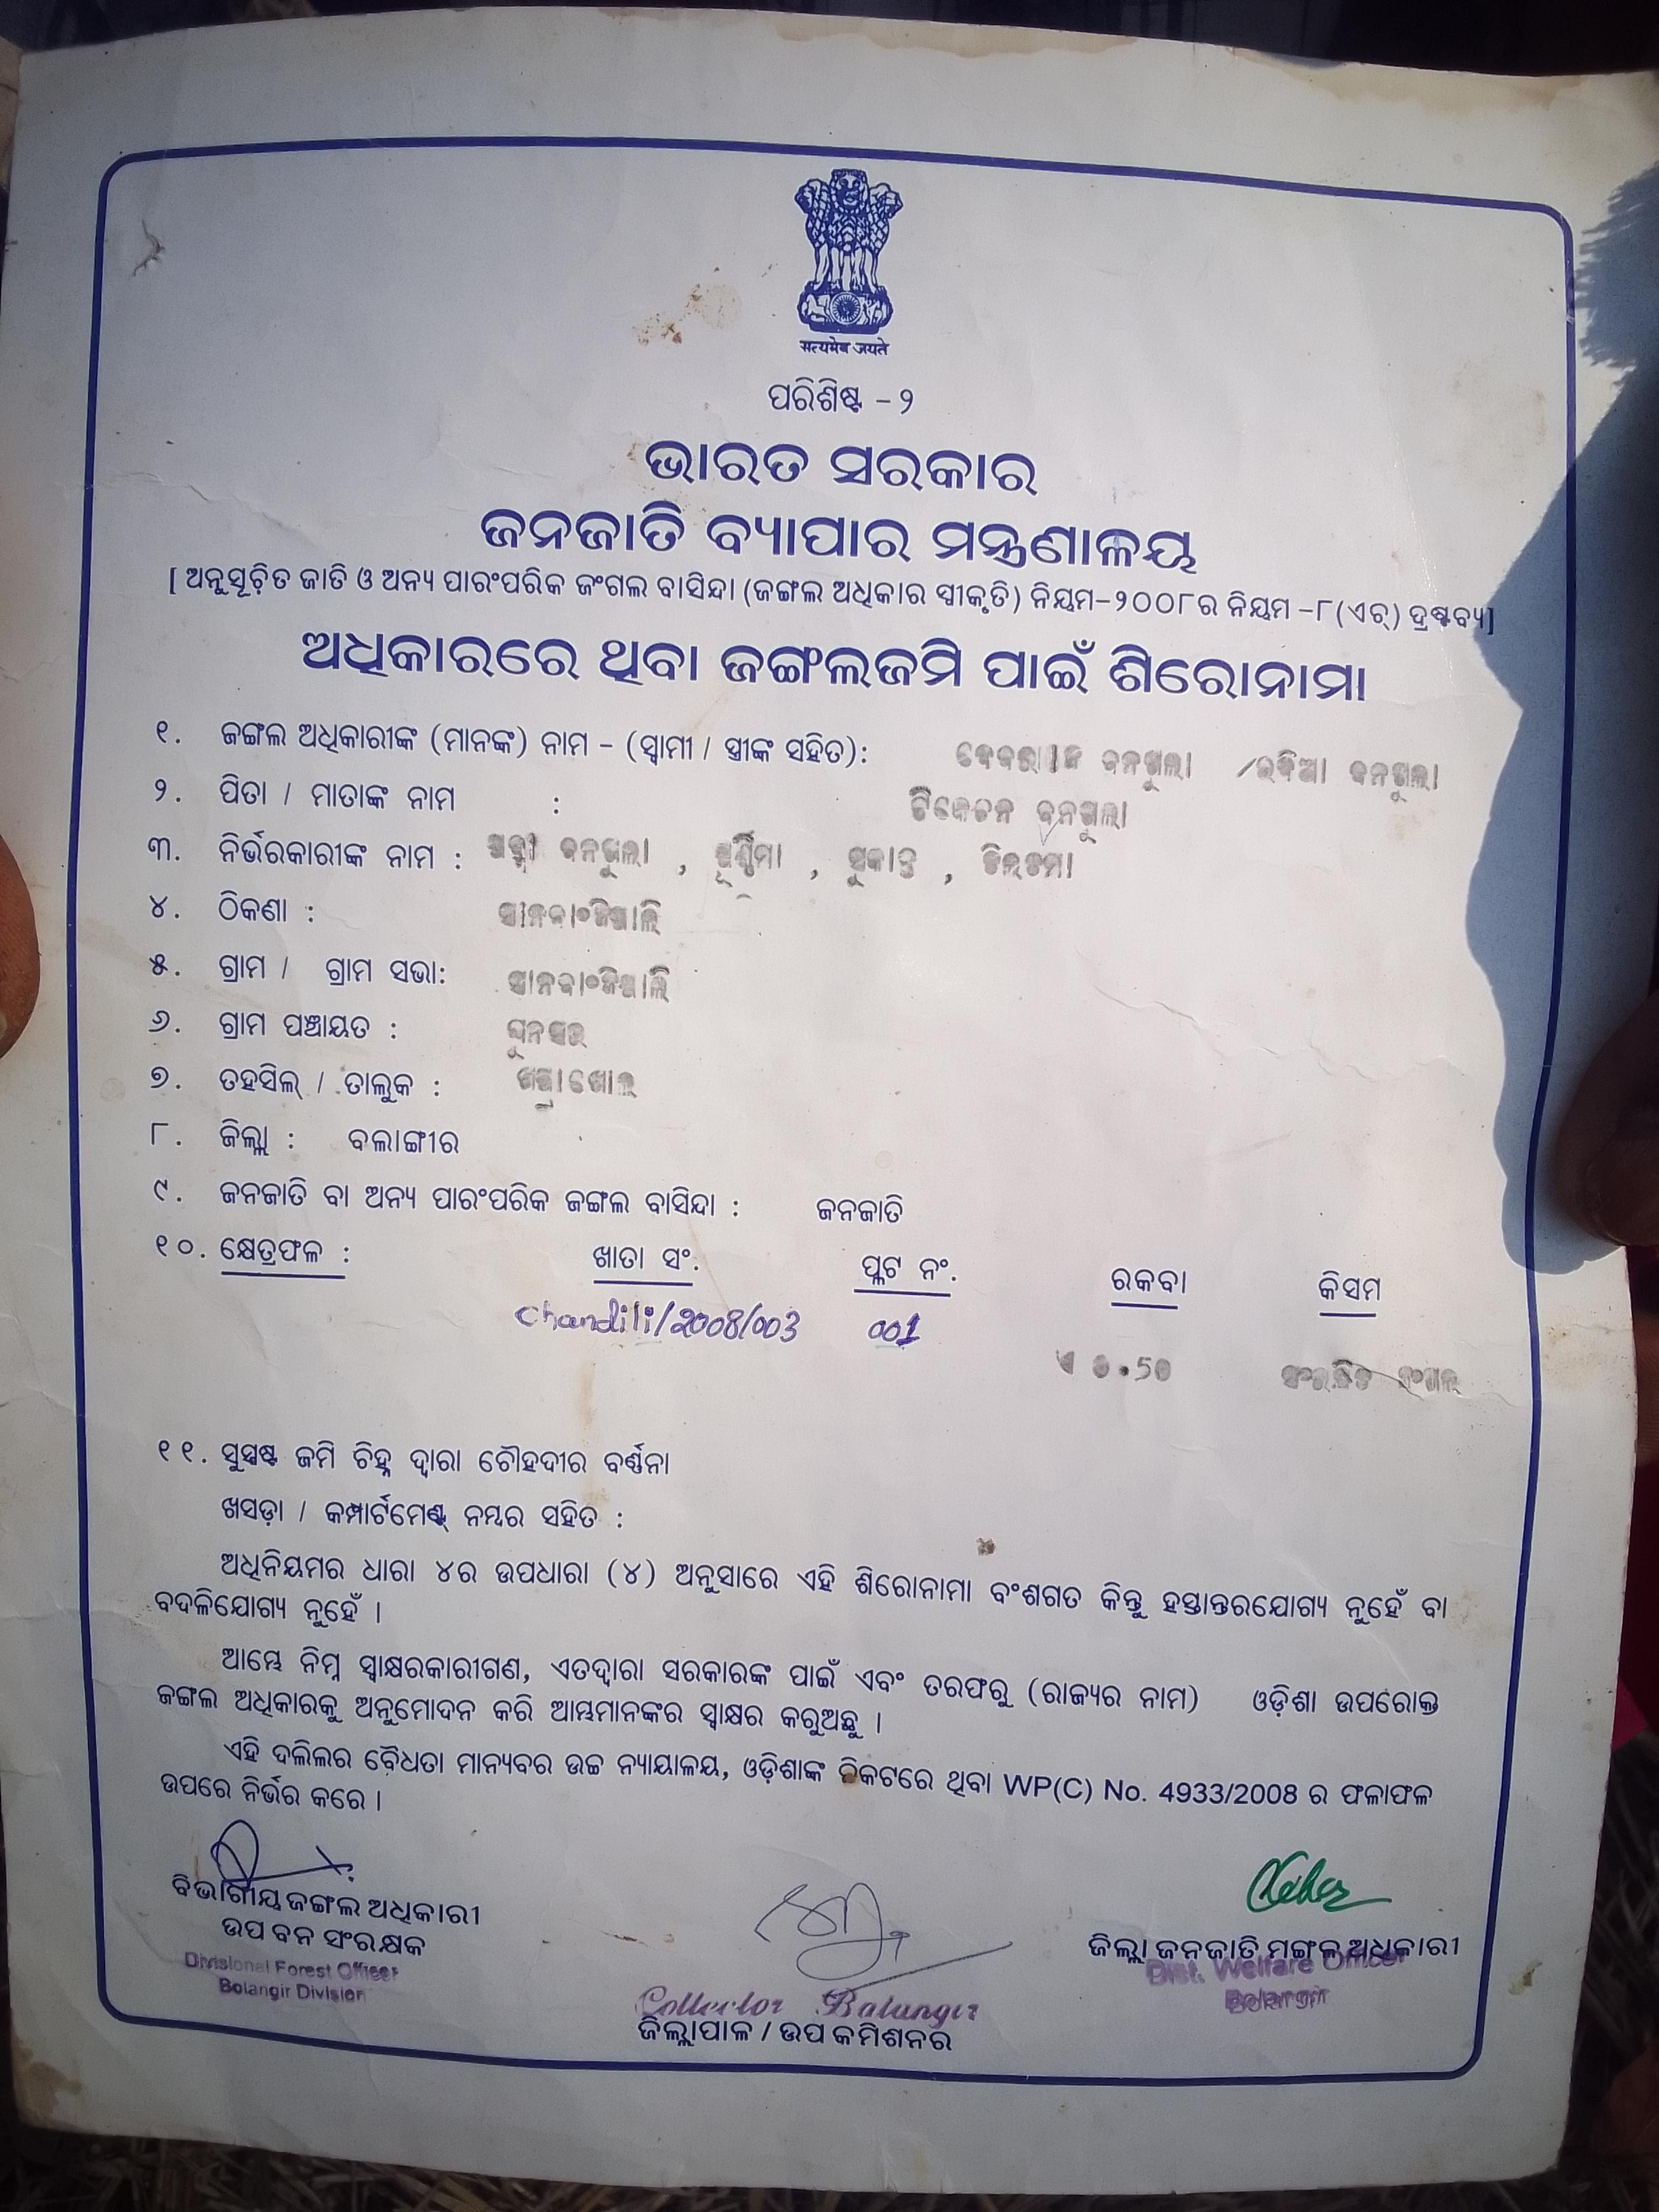 सत्यमेव जयते
ପରିଶିଷ୍ଟ - ୨
ଭାରତ ସରକାର
ଜନଜାତି ବ୍ୟାପାର ମନ୍ତ୍ରଣାଳୟ
[ ଅନୁସୂଚିତ ଜାତି ଓ ଅନ୍ୟ ପାରଂପରିକ ଜଂଗଲ ବାସିନ୍ଦା (ଜଙ୍ଗଲ ଅଧିକାର ସ୍ୱୀକୃତି) ନିୟମ-୨୦୦୮ର ନିୟମ -୮(ଏଚ୍) ଦ୍ରଷ୍ଟବ୍ୟ]
ଅଧିକାରରେ ଥିବା ଜଙ୍ଗଲଜମି ପାଇଁ ଶିରୋନାମା
୧. ଜଙ୍ଗଲ ଅଧିକାରୀଙ୍କ (ମାନଙ୍କ) ନାମ - (ସ୍ୱାମୀ / ସ୍ତ୍ରୀଙ୍କ ସହିତ):
୨. ପିତା / ମାତାଙ୍କ ନାମ :
୩. ନିର୍ଭରକାରୀଙ୍କ ନାମ : , ପୂର୍ଣ୍ଣିମା , ସୁକାନ୍ତ ,
୪. ଠିକଣା :
୫. ଗ୍ରାମ / ଗ୍ରାମ ସଭା:
୬. ଗ୍ରାମ ପଞ୍ଚାୟତ :
୭. ତହସିଲ୍ / ତାଲୁକ :
୮. ଜିଲ୍ଲା : ବଲାଙ୍ଗୀର
୯. ଜନଜାତି ବା ଅନ୍ୟ ପାରଂପରିକ ଜଙ୍ଗଲ ବାସିନ୍ଦା : ଜନଜାତି
୧୦. କ୍ଷେତ୍ରଫଳ : ଖାତା ସଂ. ପ୍ଲଟ ନଂ. ରକବା କିସମ
Chandili/2008/003 001
ଏ 0.50 ସଂରକ୍ଷିତ ଜଂଗଲ
୧୧. ସୁସ୍ପଷ୍ଟ ଜମି ଚିହ୍ନ ଦ୍ୱାରା ଚୌହଦୀର ବର୍ଣ୍ଣନା
ଖସଡ଼ା / କମ୍ପାର୍ଟମେଣ୍ଟ୍ ନମ୍ବର ସହିତ :
ଅଧିନିୟମର ଧାରା ୪ର ଉପଧାରା (୪) ଅନୁସାରେ ଏହି ଶିରୋନାମା ବଂଶଗତ କିନ୍ତୁ ହସ୍ତାନ୍ତରଯୋଗ୍ୟ ନୁହେଁ ବା
ବଦଳିଯୋଗ୍ୟ ନୁହେଁ ।
ଆମ୍ଭେ ନିମ୍ନ ସ୍ୱାକ୍ଷରକାରୀଗଣ, ଏତଦ୍ୱାରା ସରକାରଙ୍କ ପାଇଁ ଏବଂ ତରଫରୁ (ରାଜ୍ୟର ନାମ) ଓଡ଼ିଶା ଉପରୋକ୍ତ
ଜଙ୍ଗଲ ଅଧିକାରକୁ ଅନୁମୋଦନ କରି ଆମ୍ଭମାନଙ୍କର ସ୍ୱାକ୍ଷର କରୁଅଛୁ ।
ଏହି ଦଲିଲର ବୈଧତା ମାନ୍ୟବର ଉଚ୍ଚ ନ୍ୟାୟାଳୟ, ଓଡ଼ିଶାଙ୍କ ନିକଟରେ ଥିବା WP(C) No. 4933/2008 ର ଫଳାଫଳ
ଉପରେ ନିର୍ଭର କରେ ।
ବିଭାଗୀୟ ଜଙ୍ଗଲ ଅଧିକାରୀ
ଉପ ବନ ସଂରକ୍ଷକ
Divisional Forest Officer
Bolangir Division
Collector Balangir
ଜିଲ୍ଲାପାଳ / ଉପ କମିଶନର
ଜିଲ୍ଲା ଜନଜାତି ମଙ୍ଗଳ ଅଧିକାରୀ
Dist. Welfare Officer
Bolangir